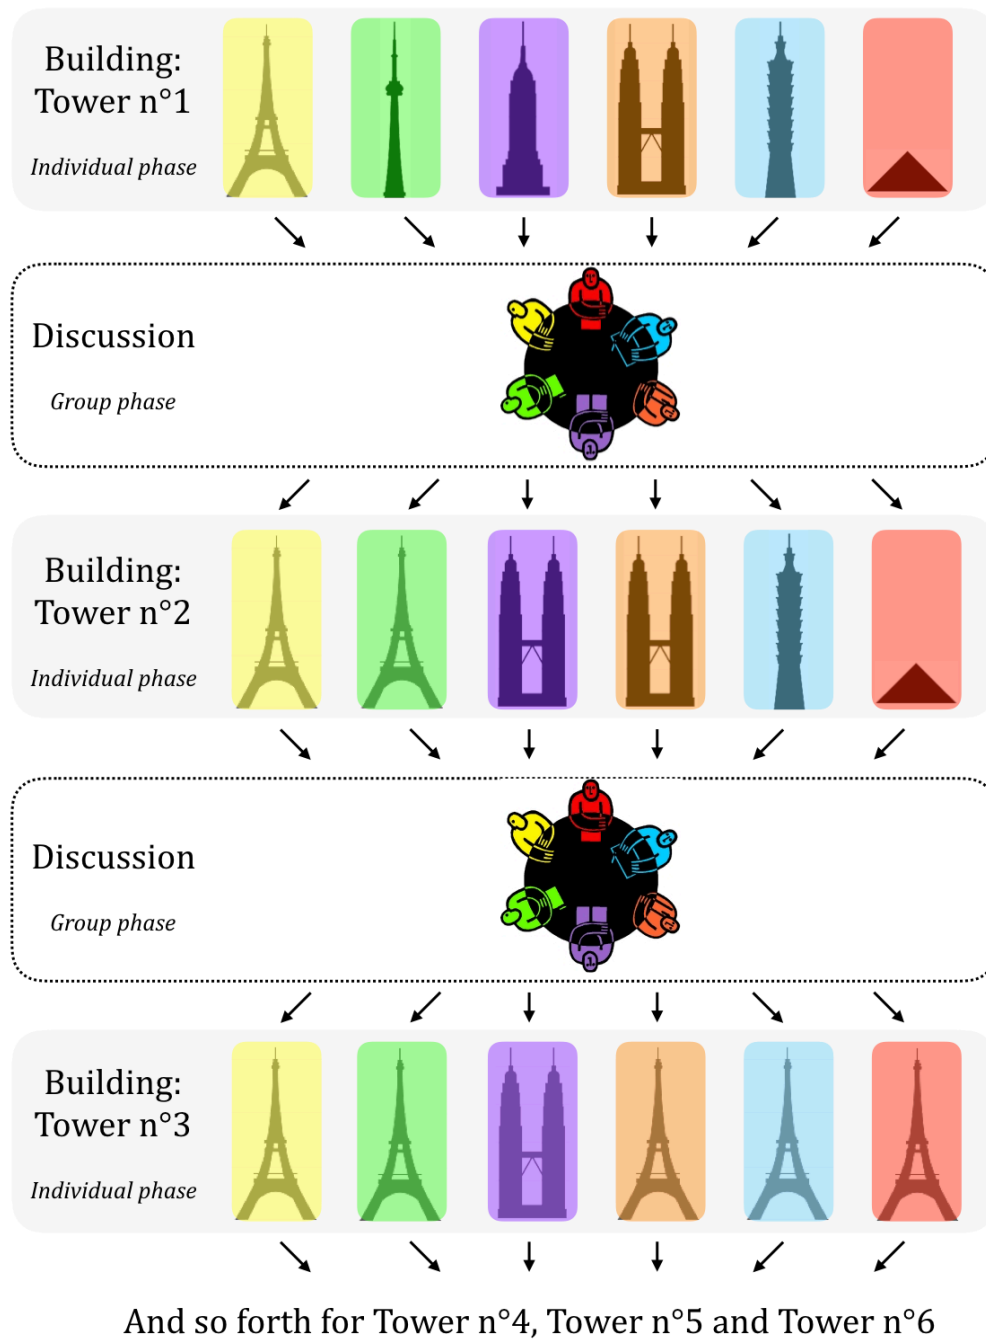 Building:
Tower n°1
Individual phase
Discussion
Group phase
Building:
Tower n°2
Individual phase
Discussion
Group phase
Building:
Tower n°3
Individual phase
And so forth for Tower n°4, Tower n°5 and Tower n°6